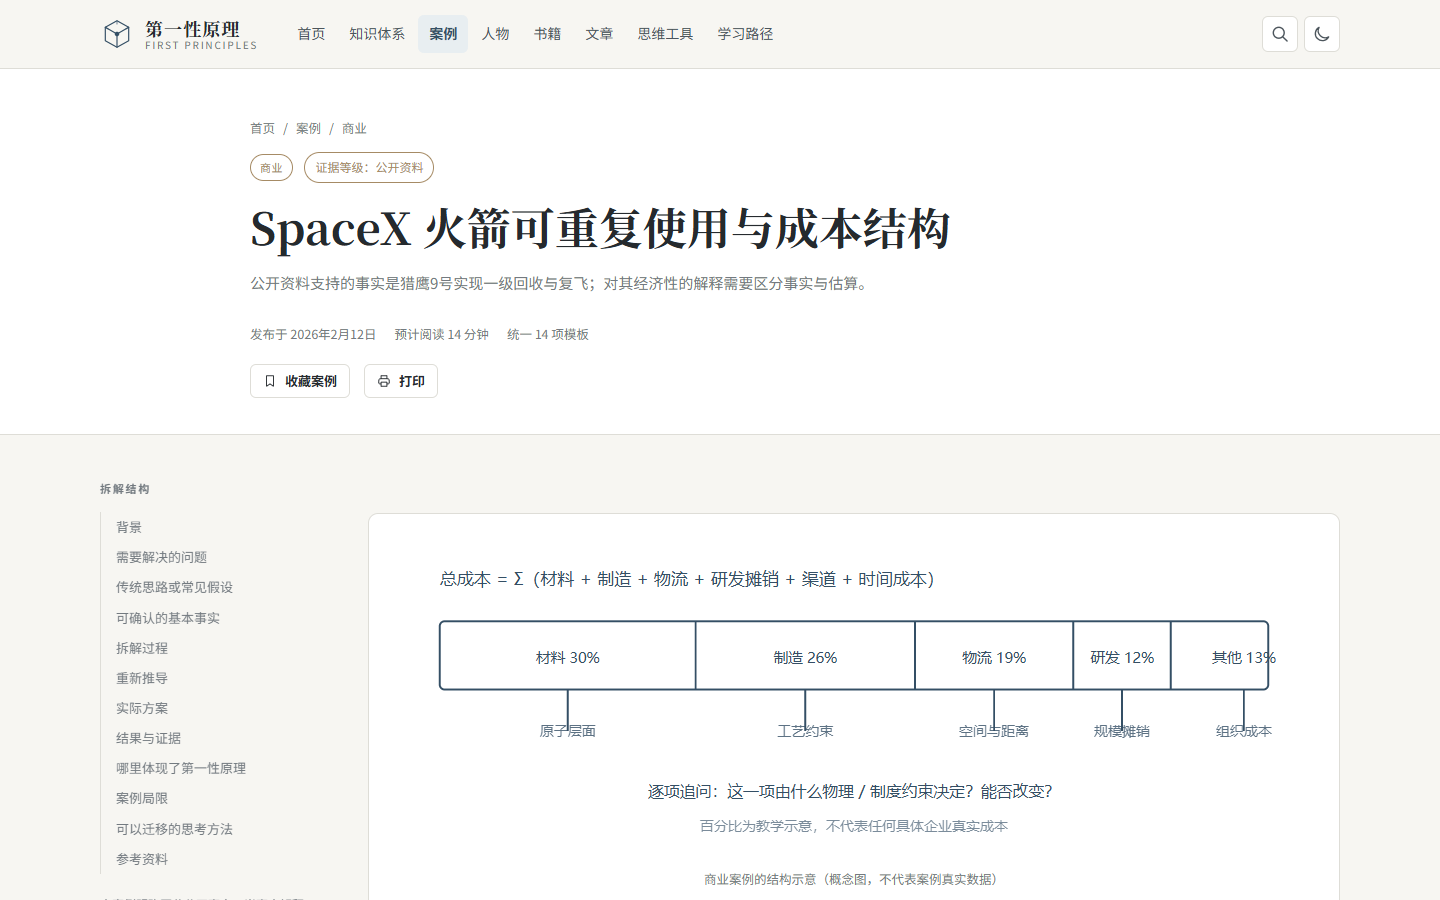 第一性原理
FIRST PRINCIPLES
首页 知识体系 案例 人物 书籍 文章 思维工具 学习路径
首页 / 案例 / 商业
商业 证据等级：公开资料
SpaceX 火箭可重复使用与成本结构
公开资料支持的事实是猎鹰9号实现一级回收与复飞；对其经济性的解释需要区分事实与估算。
发布于 2026年2月12日 预计阅读 14 分钟 统一 14 项模板
收藏案例 打印
拆解结构
背景
需要解决的问题
传统思路或常见假设
可确认的基本事实
拆解过程
重新推导
实际方案
结果与证据
哪里体现了第一性原理
案例局限
可以迁移的思考方法
参考资料
总成本 = Σ（材料 + 制造 + 物流 + 研发摊销 + 渠道 + 时间成本）
材料 30% 制造 26% 物流 19% 研发 12% 其他 13%
原子层面 工艺约束 空间与距离 规模摊销 组织成本
逐项追问：这一项由什么物理 / 制度约束决定？能否改变？
百分比为教学示意，不代表任何具体企业真实成本
商业案例的结构示意（概念图，不代表案例真实数据）